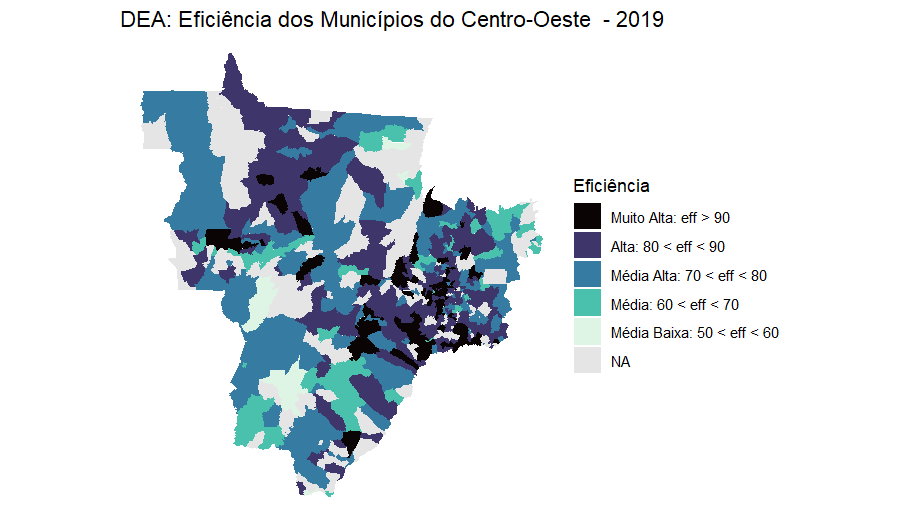 DEA: Eficiência dos Municípios do Centro-Oeste  - 2019
Eficiência
Muito Alta: eff > 90
Alta: 80 < eff < 90
Média Alta: 70 < eff < 80
Média: 60 < eff < 70
Média Baixa: 50 < eff < 60
NA